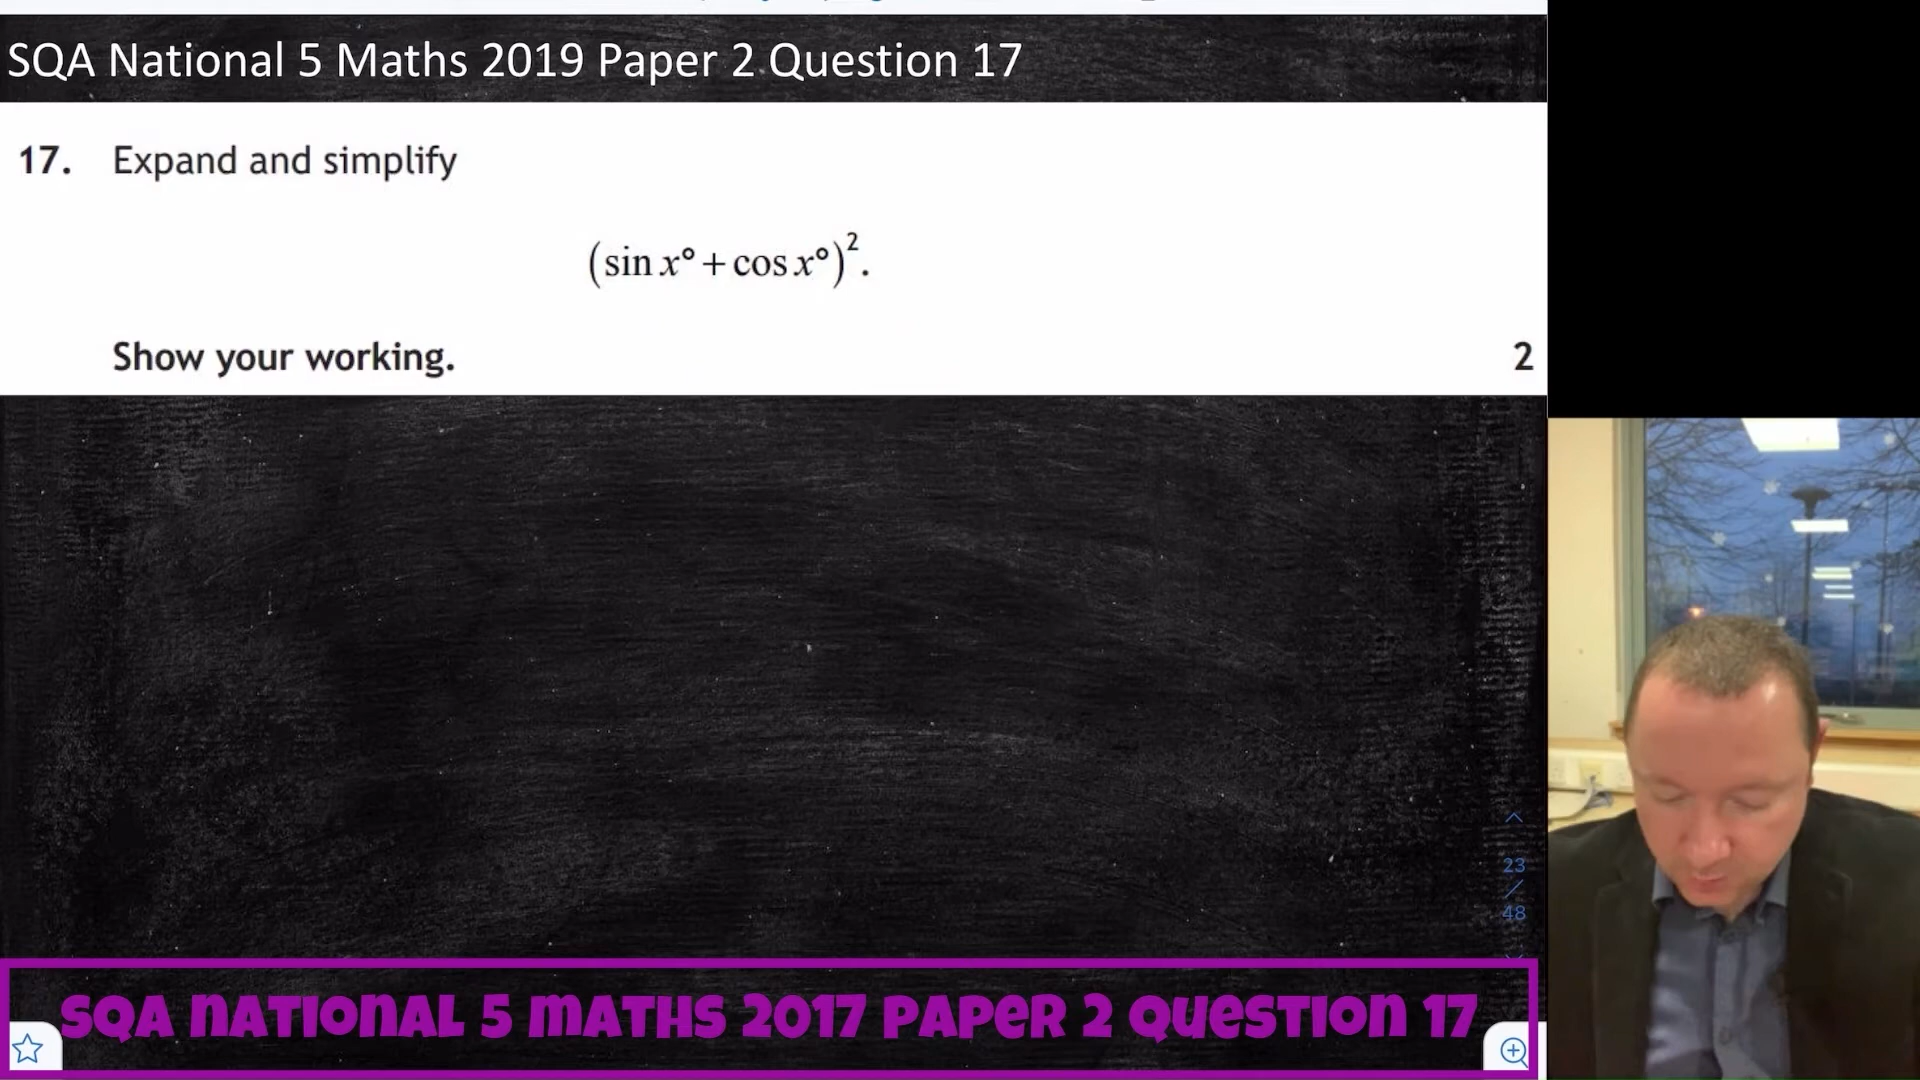 SQA National 5 Maths 2019 Paper 2 Question 17
17. Expand and simplify
(sin x° + cos x°)².
Show your working. 2
23
/
48
SQA NATIONAL 5 MATHS 2017 PAPER 2 QUESTION 17